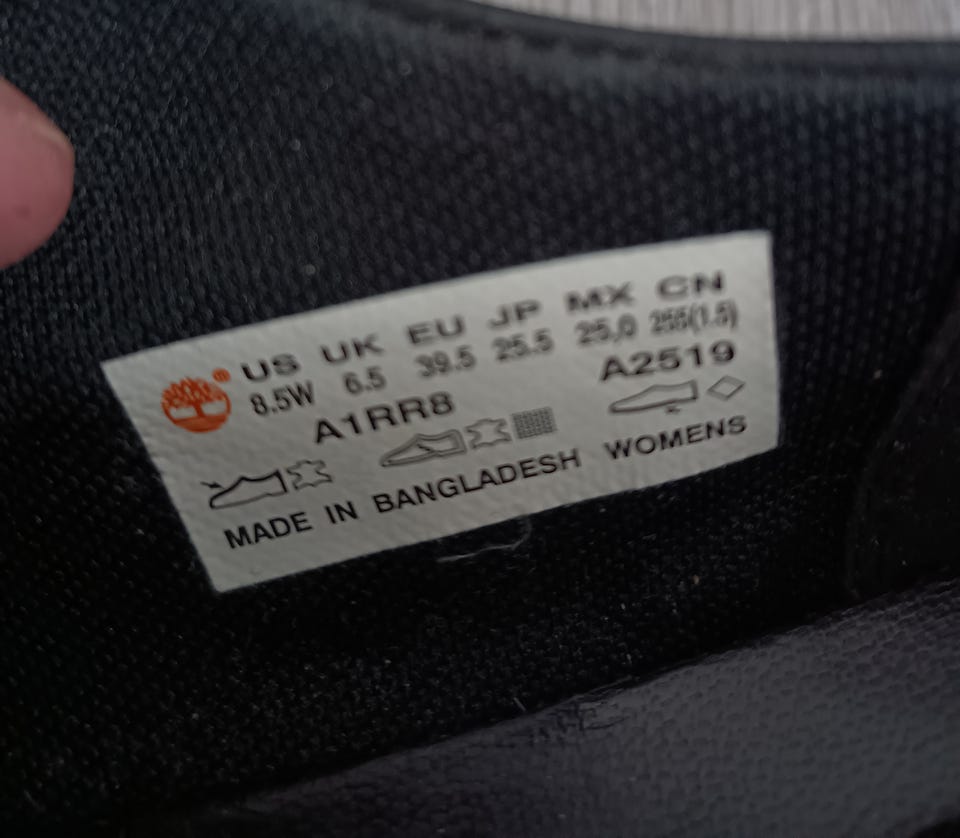 ® US UK EU JP MX CN
8.5W 6.5 39.5 25.5 25,0 255(1.5)
A1RR8 A2519
MADE IN BANGLADESH WOMENS